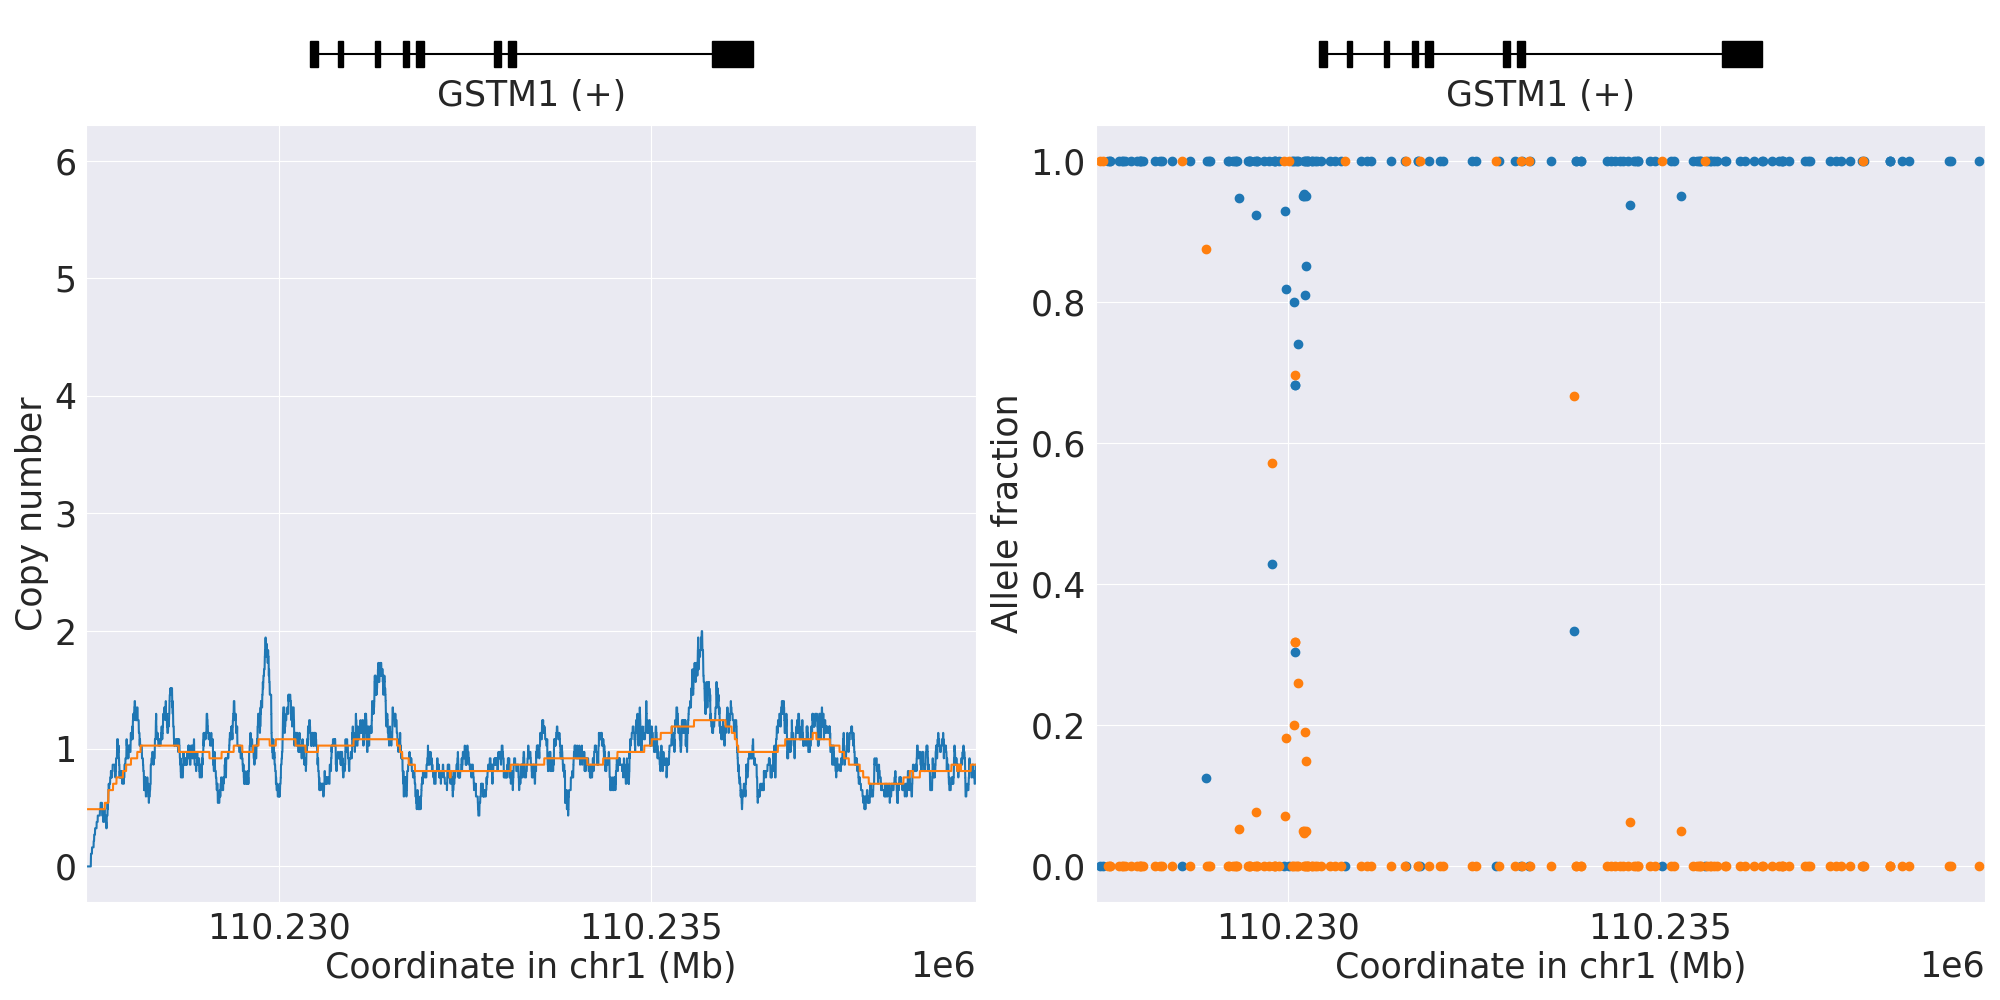 GSTM1 (+)
6
5
4
3
2
1
0
Copy number
110.230
110.235
Coordinate in chr1 (Mb)
1e6
GSTM1 (+)
1.0
0.8
0.6
0.4
0.2
0.0
Allele fraction
110.230
110.235
Coordinate in chr1 (Mb)
1e6